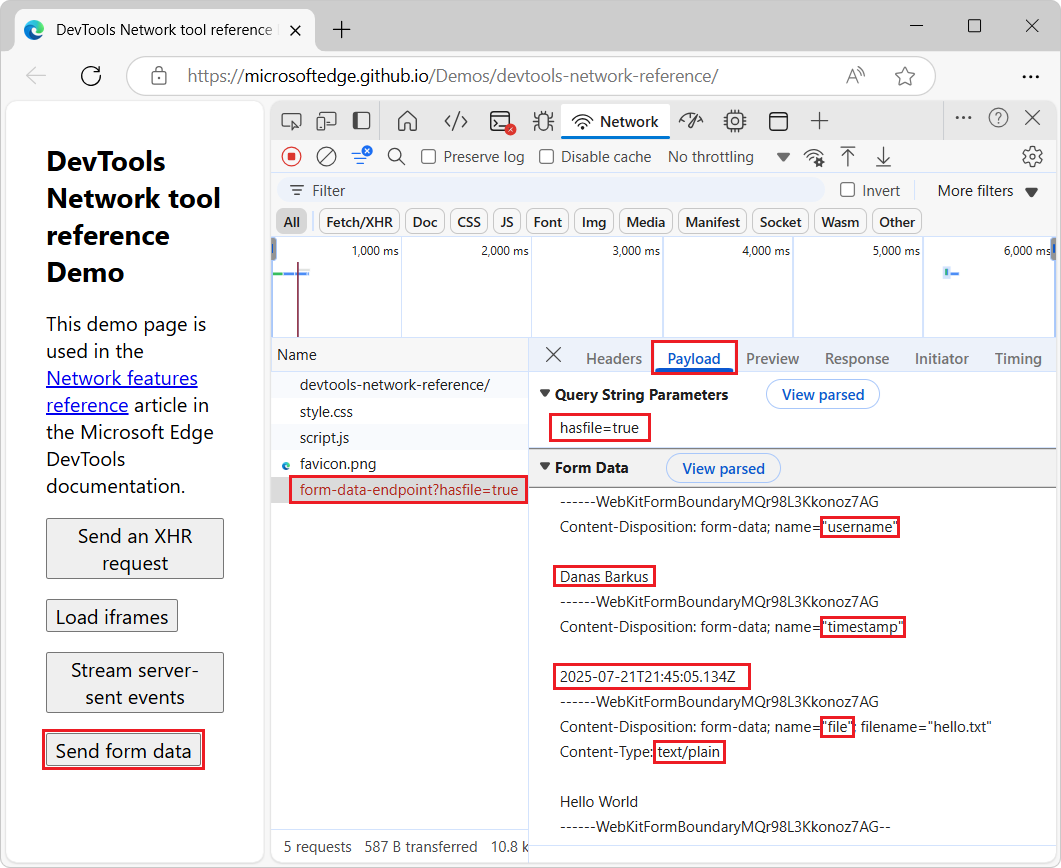 DevTools Network tool reference
https://microsoftedge.github.io/Demos/devtools-network-reference/
DevTools
Network tool
reference
Demo
This demo page is
used in the
Network features
reference article in
the Microsoft Edge
DevTools
documentation.
Send an XHR
request
Load iframes
Stream server-
sent events
Send form data
Network
Preserve log
Disable cache
No throttling
Filter
Invert
More filters
All
Fetch/XHR
Doc
CSS
JS
Font
Img
Media
Manifest
Socket
Wasm
Other
1,000 ms
2,000 ms
3,000 ms
4,000 ms
5,000 ms
6,000 ms
Name
devtools-network-reference/
style.css
script.js
favicon.png
form-data-endpoint?hasfile=true
5 requests
587 B transferred
10.8 k
Headers
Payload
Preview
Response
Initiator
Timing
Query String Parameters
View parsed
hasfile=true
Form Data
View parsed
------WebKitFormBoundaryMQr98L3Kkonoz7AG
Content-Disposition: form-data; name="username"
Danas Barkus
------WebKitFormBoundaryMQr98L3Kkonoz7AG
Content-Disposition: form-data; name="timestamp"
2025-07-21T21:45:05.134Z
------WebKitFormBoundaryMQr98L3Kkonoz7AG
Content-Disposition: form-data; name="file"; filename="hello.txt"
Content-Type: text/plain
Hello World
------WebKitFormBoundaryMQr98L3Kkonoz7AG--